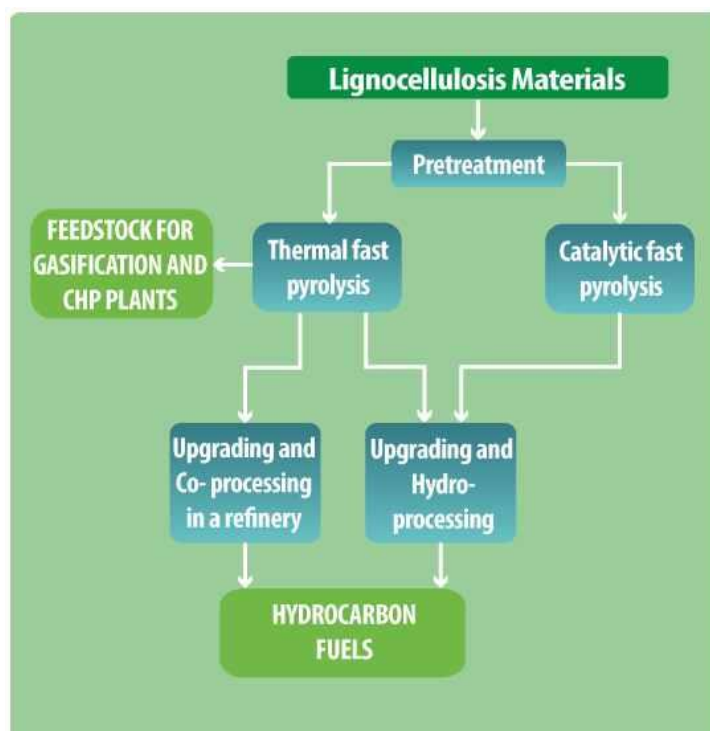 Lignocellulosis Materials
Pretreatment
FEEDSTOCK FOR
GASIFICATION AND
CHP PLANTS
Thermal fast
pyrolysis
Catalytic fast
pyrolysis
Upgrading and
Co- processing
in a refinery
Upgrading and
Hydro-
processing
HYDROCARBON
FUELS